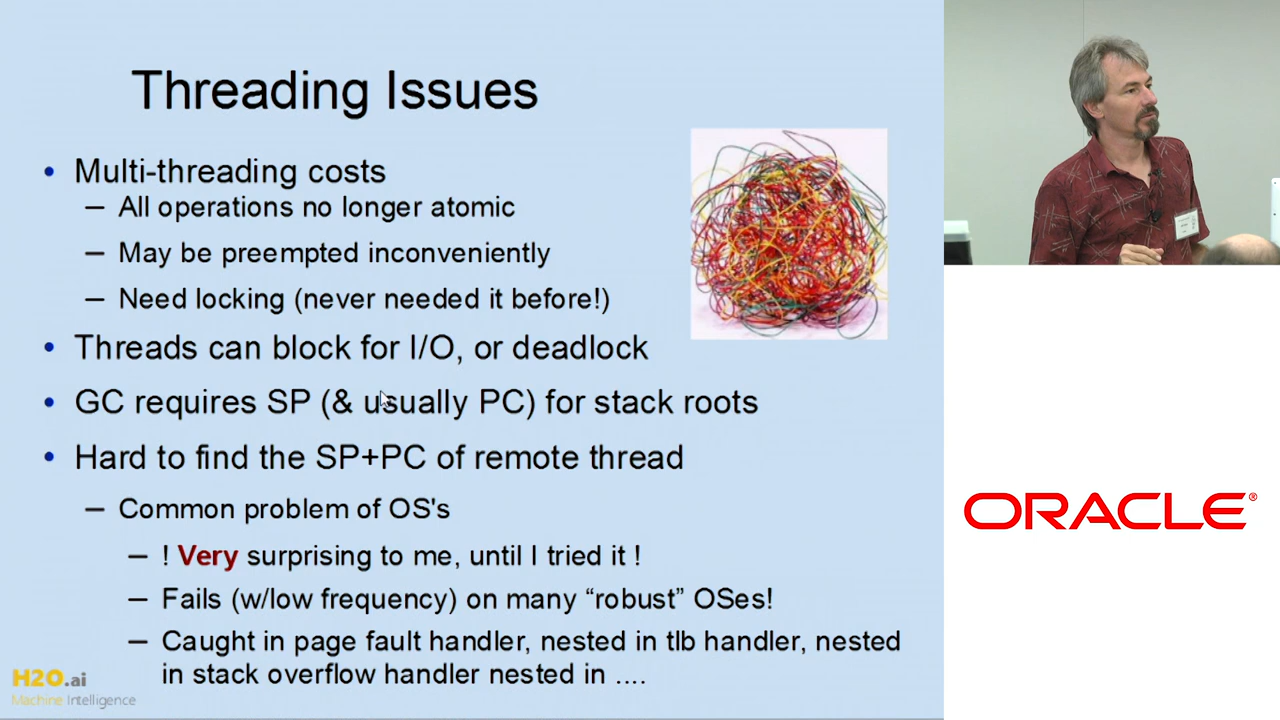 Threading Issues
• Multi-threading costs
– All operations no longer atomic
– May be preempted inconveniently
– Need locking (never needed it before!)
• Threads can block for I/O, or deadlock
• GC requires SP (& usually PC) for stack roots
• Hard to find the SP+PC of remote thread
– Common problem of OS's
– ! Very surprising to me, until I tried it !
– Fails (w/low frequency) on many “robust” OSes!
– Caught in page fault handler, nested in tlb handler, nested
in stack overflow handler nested in ....
H2O.ai
Machine Intelligence
ORACLE®